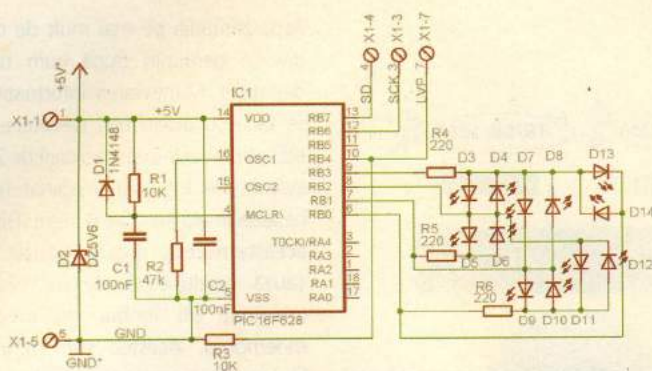 X1-4
X1-3
X1-7
+5V"
SD
4
SCK
3
LVP
7
X1-1
1
+5V
IC1
14
VDD
16
OSC1
15
OSC2
4
MCLR\
5
VSS
RB7
13
RB6
12
RB5
11
RB4
10
RB3
9
RB2
8
RB1
7
RB0
6
T0CK0/RA4
3
RA3
2
RA2
1
RA1
18
RA0
17
PIC16F628
D1
1N4148
R1
10K
D2
DZ5V6
C1
100nF
R2
47k
C2
100nF
R3
10K
R4
220
R5
220
R6
220
D3
D4
D7
D8
D13
D14
D5
D6
D12
D9
D10
D11
X1-5
5
GND
GND"